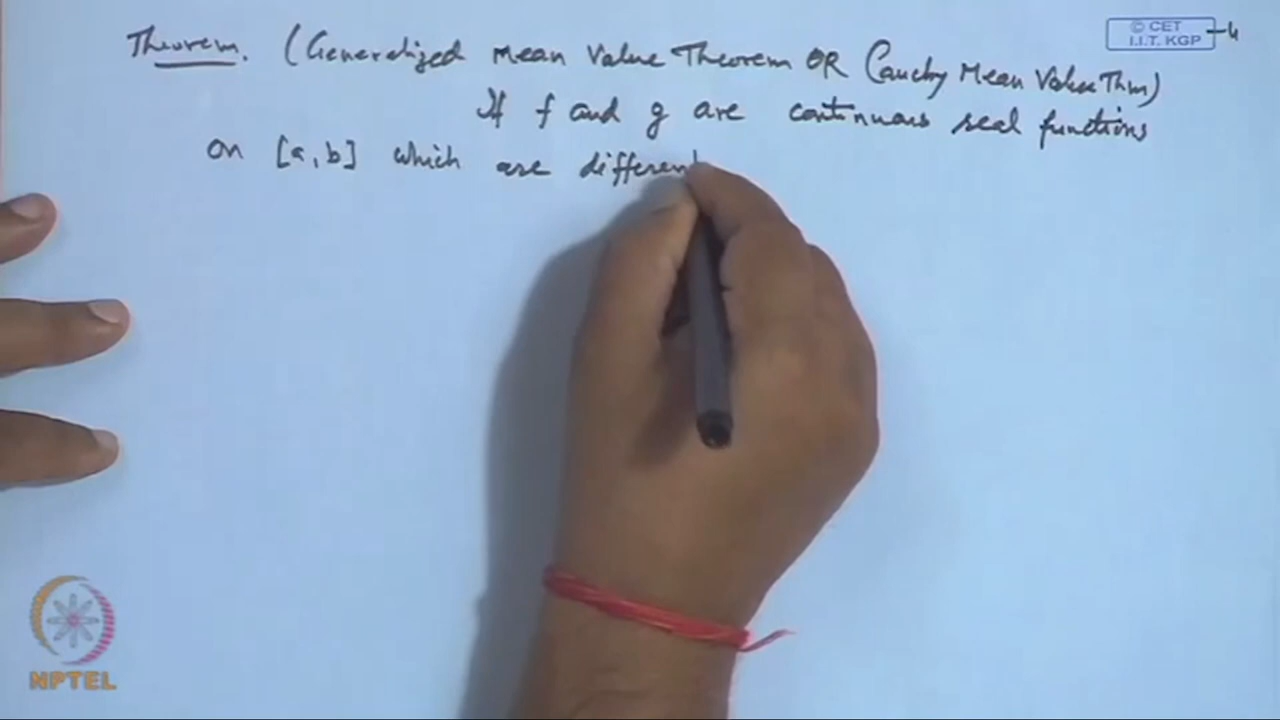 © CET
I.I.T. KGP
Theorem. (Generalized Mean Value Theorem OR Cauchy Mean Value Thm)
If f and g are continuous real functions
on [a, b] which are different
NPTEL